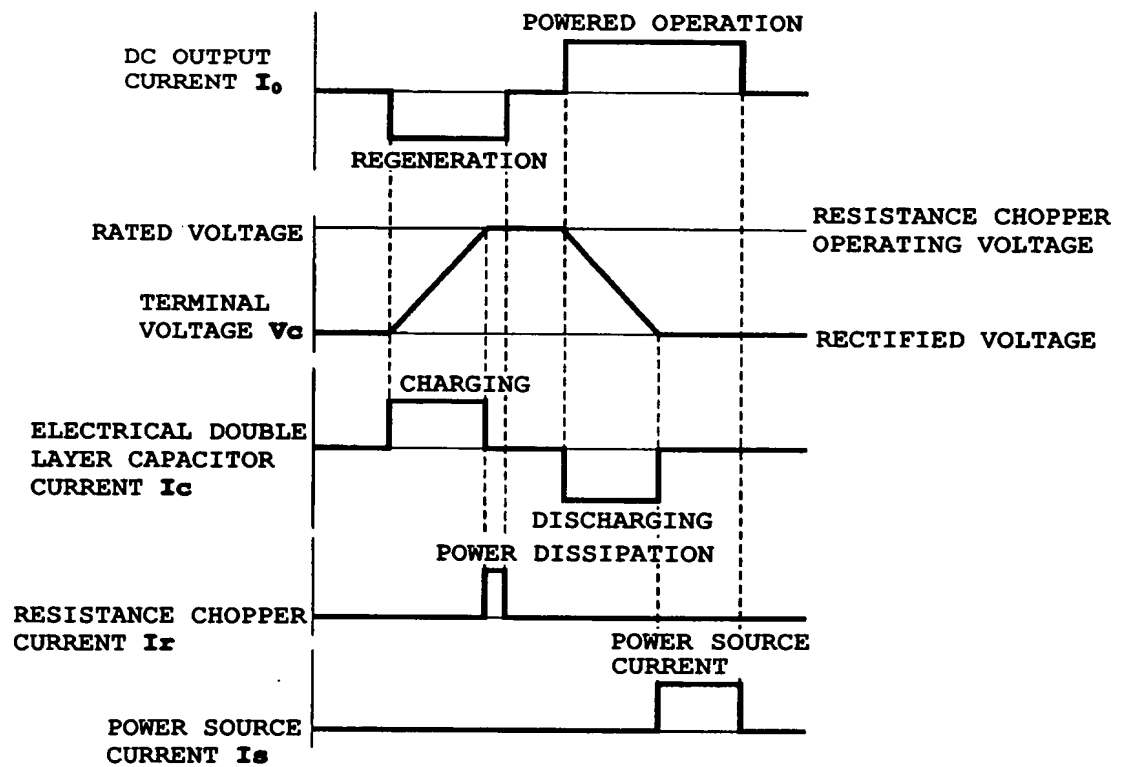 POWERED OPERATION
DC OUTPUT
CURRENT I₀
REGENERATION
RATED VOLTAGE
RESISTANCE CHOPPER
OPERATING VOLTAGE
TERMINAL
VOLTAGE Vc
RECTIFIED VOLTAGE
CHARGING
ELECTRICAL DOUBLE
LAYER CAPACITOR
CURRENT Ic
DISCHARGING
POWER DISSIPATION
RESISTANCE CHOPPER
CURRENT Ir
POWER SOURCE
CURRENT
POWER SOURCE
CURRENT Is